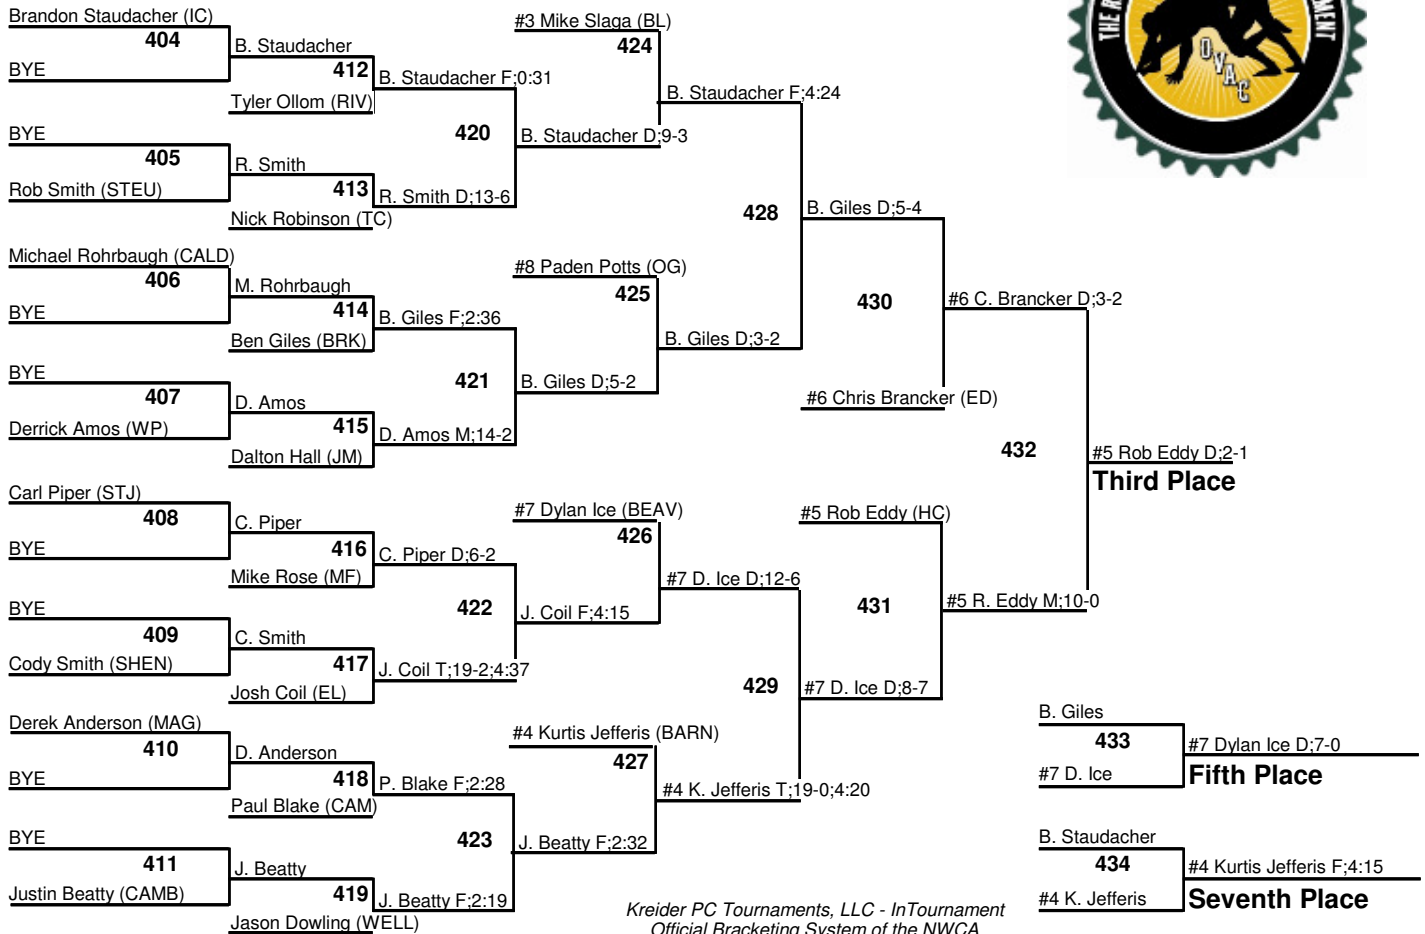 Brandon Staudacher (IC)
404
BYE
B. Staudacher
412
Tyler Ollom (RIV)
B. Staudacher F;0:31
BYE
405
Rob Smith (STEU)
R. Smith
413
Nick Robinson (TC)
R. Smith D;13-6
420
B. Staudacher D;9-3
#3 Mike Slaga (BL)
424
B. Staudacher F;4:24
Michael Rohrbaugh (CALD)
406
BYE
M. Rohrbaugh
414
Ben Giles (BRK)
B. Giles F;2:36
BYE
407
Derrick Amos (WP)
D. Amos
415
Dalton Hall (JM)
D. Amos M;14-2
421
B. Giles D;5-2
#8 Paden Potts (OG)
425
B. Giles D;3-2
428
B. Giles D;5-4
430
#6 Chris Brancker (ED)
#6 C. Brancker D;3-2
Carl Piper (STJ)
408
BYE
C. Piper
416
Mike Rose (MF)
C. Piper D;6-2
BYE
409
Cody Smith (SHEN)
C. Smith
417
Josh Coil (EL)
J. Coil T;19-2;4:37
422
J. Coil F;4:15
#7 Dylan Ice (BEAV)
426
#7 D. Ice D;12-6
Derek Anderson (MAG)
410
BYE
D. Anderson
418
Paul Blake (CAM)
P. Blake F;2:28
BYE
411
Justin Beatty (CAMB)
J. Beatty
419
Jason Dowling (WELL)
J. Beatty F;2:19
423
J. Beatty F;2:32
#4 Kurtis Jefferis (BARN)
427
#4 K. Jefferis T;19-0;4:20
429
#7 D. Ice D;8-7
#5 Rob Eddy (HC)
431
#5 R. Eddy M;10-0
432
#5 Rob Eddy D;2-1
Third Place
B. Giles
433
#7 D. Ice
#7 Dylan Ice D;7-0
Fifth Place
B. Staudacher
434
#4 K. Jefferis
#4 Kurtis Jefferis F;4:15
Seventh Place
Kreider PC Tournaments, LLC - InTournament
Official Bracketing System of the NWCA
THE
OVAC